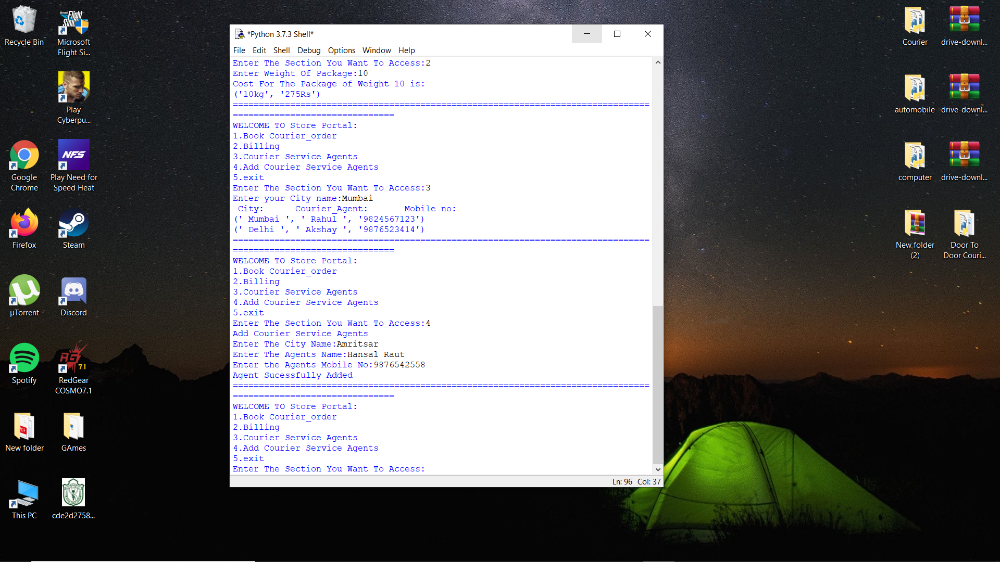 Recycle Bin
Microsoft
Flight Si...
Play
Cyberpu...
Google
Chrome
NFS
Play Need for
Speed Heat
Firefox
Steam
µTorrent
Discord
Spotify
RG
7.1
RedGear
COSMO7.1
PDF
New folder
GAmes
This PC
cde2d2758...
*Python 3.7.3 Shell*
File Edit Shell Debug Options Window Help
Enter The Section You Want To Access:2
Enter Weight Of Package:10
Cost For The Package of Weight 10 is:
('10kg', '275Rs')
================================================================================
===============================
WELCOME TO Store Portal:
1.Book Courier_order
2.Billing
3.Courier Service Agents
4.Add Courier Service Agents
5.exit
Enter The Section You Want To Access:3
Enter your City name:Mumbai
City: Courier_Agent: Mobile no:
(' Mumbai ', ' Rahul ', '9824567123')
(' Delhi ', ' Akshay ', '9876523414')
================================================================================
===============================
WELCOME TO Store Portal:
1.Book Courier_order
2.Billing
3.Courier Service Agents
4.Add Courier Service Agents
5.exit
Enter The Section You Want To Access:4
Add Courier Service Agents
Enter The City Name:Amritsar
Enter The Agents Name:Hansal Raut
Enter the Agents Mobile No:9876542558
Agent Sucessfully Added
================================================================================
===============================
WELCOME TO Store Portal:
1.Book Courier_order
2.Billing
3.Courier Service Agents
4.Add Courier Service Agents
5.exit
Enter The Section You Want To Access:
Ln: 96 Col: 37
Courier
drive-downl...
automobile
drive-downl...
computer
drive-downl...
New folder
(2)
Door To
Door Couri...